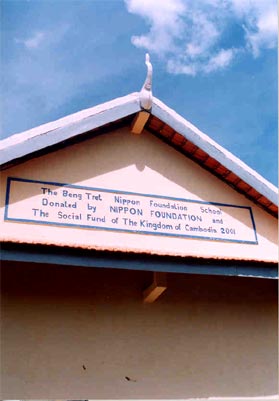 The Beng Tret Nippon Foundation School
Donated by NIPPON FOUNDATION and
The Social Fund of The Kingdom of Cambodia 2001